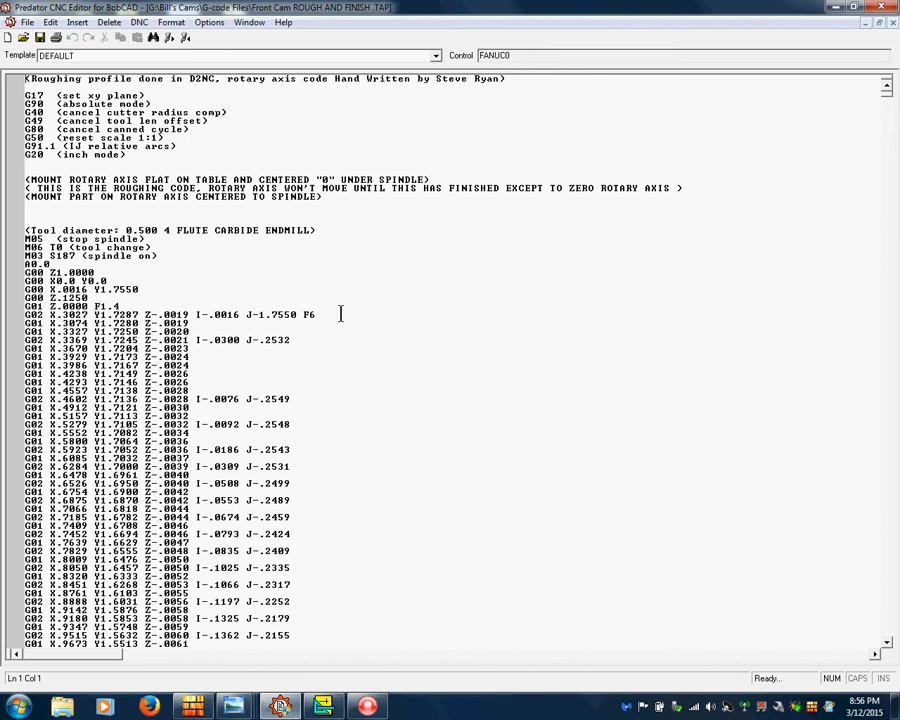 Predator CNC Editor for BobCAD - [G:\Bill's Cams\G-code Files\Front Cam ROUGH AND FINISH .TAP]
File Edit Insert Delete DNC Format Options Window Help
Template DEFAULT Control FANUC0
(Roughing profile done in D2NC, rotary axis code Hand Written by Steve Ryan)
G17 (set xy plane)
G90 (absolute mode)
G40 (cancel cutter radius comp)
G49 (cancel tool len offset)
G80 (cancel canned cycle)
G50 (reset scale 1:1)
G91.1 (IJ relative arcs)
G20 (inch mode)
(MOUNT ROTARY AXIS FLAT ON TABLE AND CENTERED "0" UNDER SPINDLE)
( THIS IS THE ROUGHING CODE, ROTARY AXIS WON'T MOVE UNTIL THIS HAS FINISHED EXCEPT TO ZERO ROTARY AXIS )
(MOUNT PART ON ROTARY AXIS CENTERED TO SPINDLE)
(Tool diameter: 0.500 4 FLUTE CARBIDE ENDMILL)
M05 (stop spindle)
M06 T0 (tool change)
M03 S187 (spindle on)
A0.0
G00 Z1.0000
G00 X0.0 Y0.0
G00 X.0016 Y1.7550
G00 Z.1250
G01 Z.0000 F1.4
G02 X.3027 Y1.7287 Z-.0019 I-.0016 J-1.7550 F6
G01 X.3074 Y1.7280 Z-.0019
G01 X.3327 Y1.7250 Z-.0020
G02 X.3369 Y1.7245 Z-.0021 I-.0300 J-.2532
G01 X.3670 Y1.7204 Z-.0023
G01 X.3929 Y1.7173 Z-.0024
G01 X.3986 Y1.7167 Z-.0024
G01 X.4238 Y1.7149 Z-.0026
G01 X.4293 Y1.7146 Z-.0026
G01 X.4557 Y1.7138 Z-.0028
G02 X.4602 Y1.7136 Z-.0028 I-.0076 J-.2549
G01 X.4912 Y1.7121 Z-.0030
G01 X.5157 Y1.7113 Z-.0032
G02 X.5279 Y1.7105 Z-.0032 I-.0092 J-.2548
G01 X.5552 Y1.7082 Z-.0034
G01 X.5800 Y1.7064 Z-.0036
G02 X.5923 Y1.7052 Z-.0036 I-.0186 J-.2543
G01 X.6085 Y1.7032 Z-.0037
G02 X.6284 Y1.7000 Z-.0039 I-.0309 J-.2531
G01 X.6478 Y1.6961 Z-.0040
G02 X.6526 Y1.6950 Z-.0040 I-.0508 J-.2499
G01 X.6754 Y1.6900 Z-.0042
G02 X.6875 Y1.6870 Z-.0042 I-.0553 J-.2489
G01 X.7066 Y1.6818 Z-.0044
G02 X.7185 Y1.6782 Z-.0044 I-.0674 J-.2459
G01 X.7409 Y1.6708 Z-.0046
G02 X.7452 Y1.6694 Z-.0046 I-.0793 J-.2424
G01 X.7639 Y1.6629 Z-.0047
G02 X.7829 Y1.6555 Z-.0048 I-.0835 J-.2409
G01 X.8009 Y1.6476 Z-.0050
G02 X.8050 Y1.6457 Z-.0050 I-.1025 J-.2335
G01 X.8320 Y1.6333 Z-.0052
G02 X.8451 Y1.6268 Z-.0053 I-.1066 J-.2317
G01 X.8761 Y1.6103 Z-.0055
G02 X.8888 Y1.6031 Z-.0056 I-.1197 J-.2252
G01 X.9142 Y1.5876 Z-.0058
G02 X.9180 Y1.5853 Z-.0058 I-.1325 J-.2179
G01 X.9347 Y1.5748 Z-.0059
G02 X.9515 Y1.5632 Z-.0060 I-.1362 J-.2155
G01 X.9673 Y1.5513 Z-.0061
Ln 1 Col 1 Ready... NUM CAPS INS
8:56 PM
3/12/2015